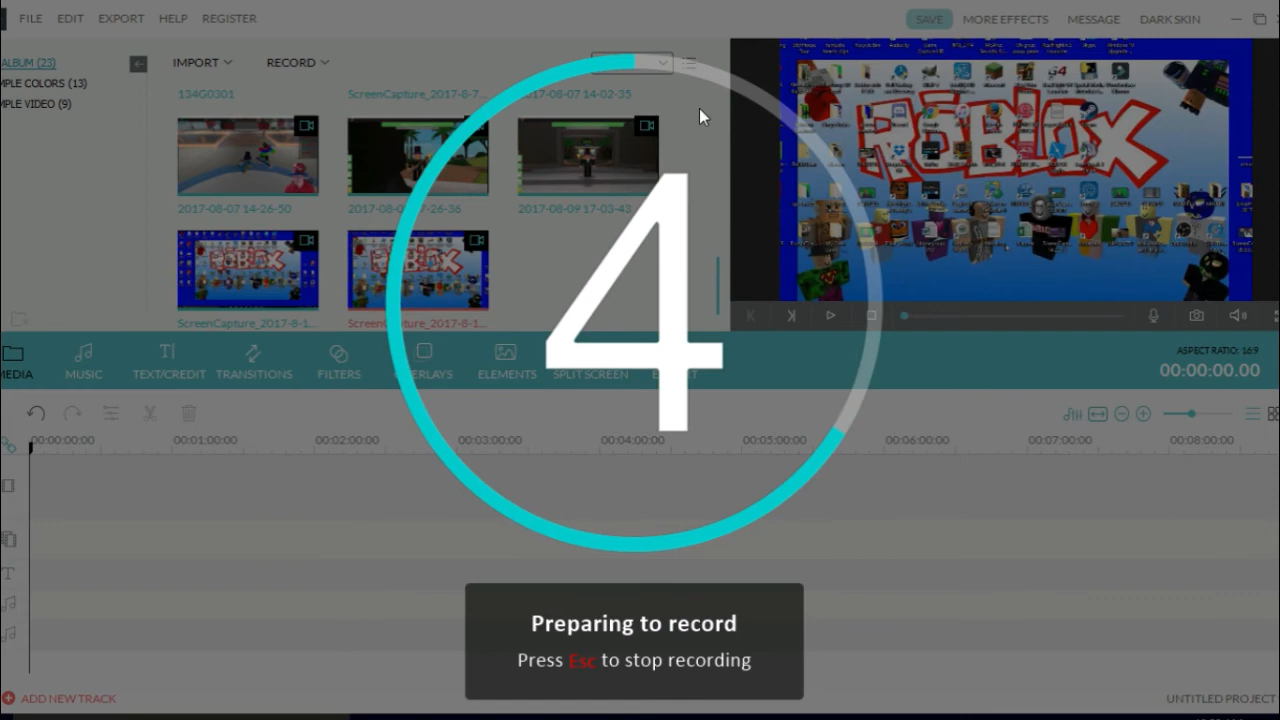 FILE EDIT EXPORT HELP REGISTER SAVE MORE EFFECTS MESSAGE DARK SKIN
ALBUM (23) IMPORT RECORD
MPLE COLORS (13)
MPLE VIDEO (9)
134G0301 ScreenCapture_2017-8-7... 2017-08-07 14-02-35
2017-08-07 14-26-50 2017-08-09 17-03-43
ScreenCapture_2017-8-1... ScreenCapture_2017-8-1...
ROBLOX
ROBLOX
ROBLOX
4
MEDIA MUSIC TEXT/CREDIT TRANSITIONS FILTERS OVERLAYS ELEMENTS SPLIT SCREEN
ASPECT RATIO: 16:9
00:00:00.00
00:00:00:00 00:01:00:00 00:02:00:00 00:03:00:00 00:04:00:00 00:05:00:00 00:06:00:00 00:07:00:00 00:08:00:00
Preparing to record
Press Esc to stop recording
ADD NEW TRACK UNTITLED PROJECT